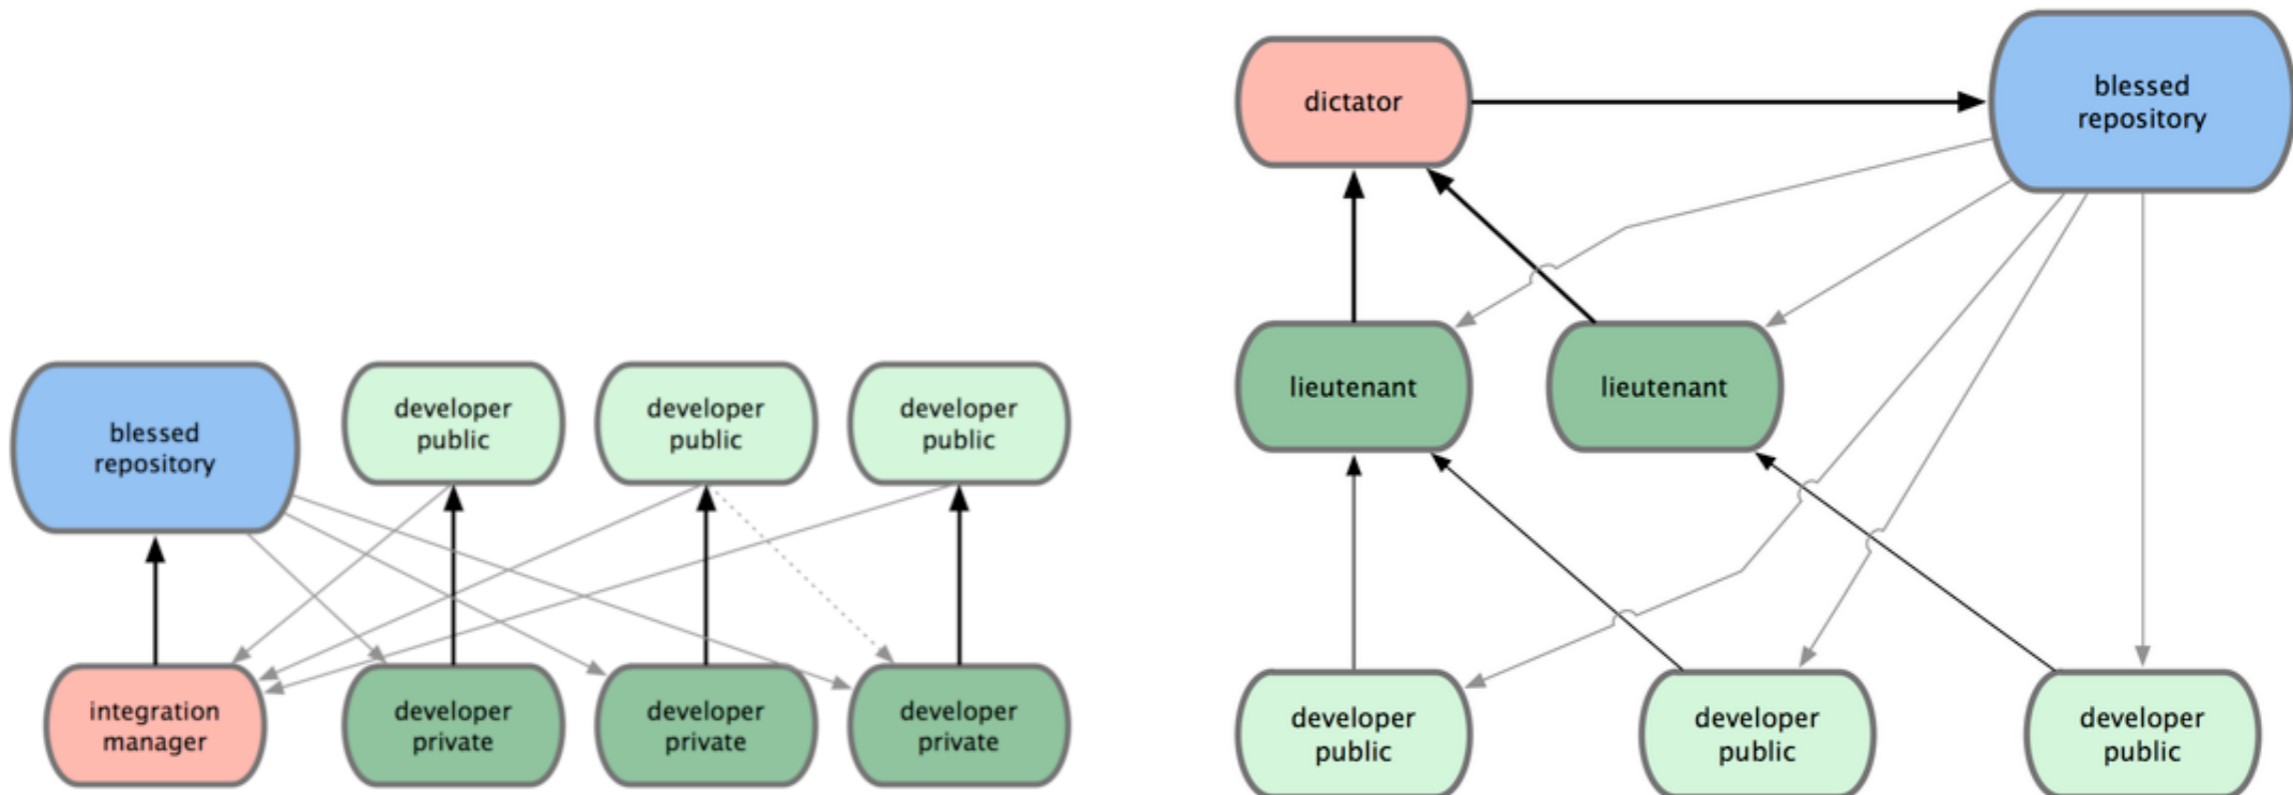 blessed
repository
developer
public
developer
public
developer
public
integration
manager
developer
private
developer
private
developer
private
dictator
blessed
repository
lieutenant
lieutenant
developer
public
developer
public
developer
public